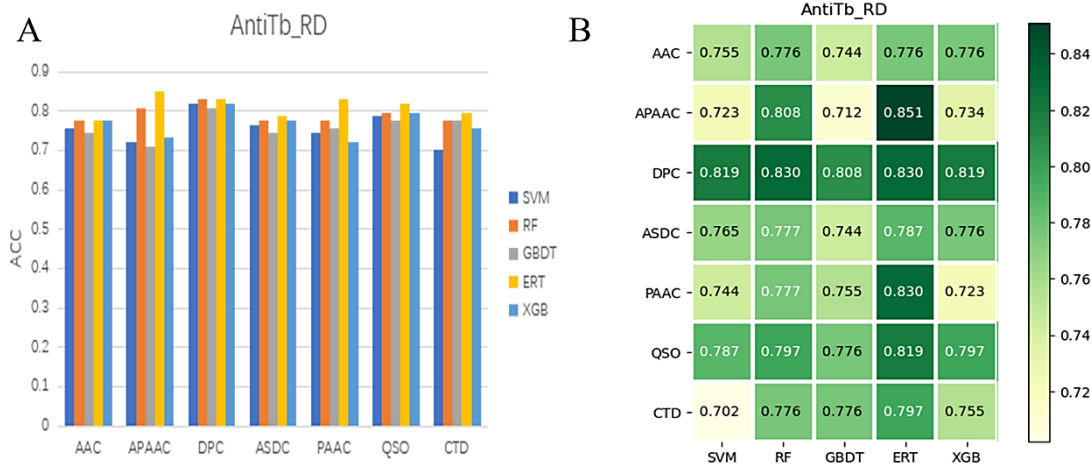 A
AntiTb_RD
0.9
0.8
0.7
0.6
0.5
0.4
0.3
0.2
0.1
0
ACC
AAC APAAC DPC ASDC PAAC QSO CTD
SVM
RF
GBDT
ERT
XGB
B
AntiTb_RD
AAC 0.755 0.776 0.744 0.776 0.776
APAAC 0.723 0.808 0.712 0.851 0.734
DPC 0.819 0.830 0.808 0.830 0.819
ASDC 0.765 0.777 0.744 0.787 0.776
PAAC 0.744 0.777 0.755 0.830 0.723
QSO 0.787 0.797 0.776 0.819 0.797
CTD 0.702 0.776 0.776 0.797 0.755
SVM RF GBDT ERT XGB
0.84
0.82
0.80
0.78
0.76
0.74
0.72